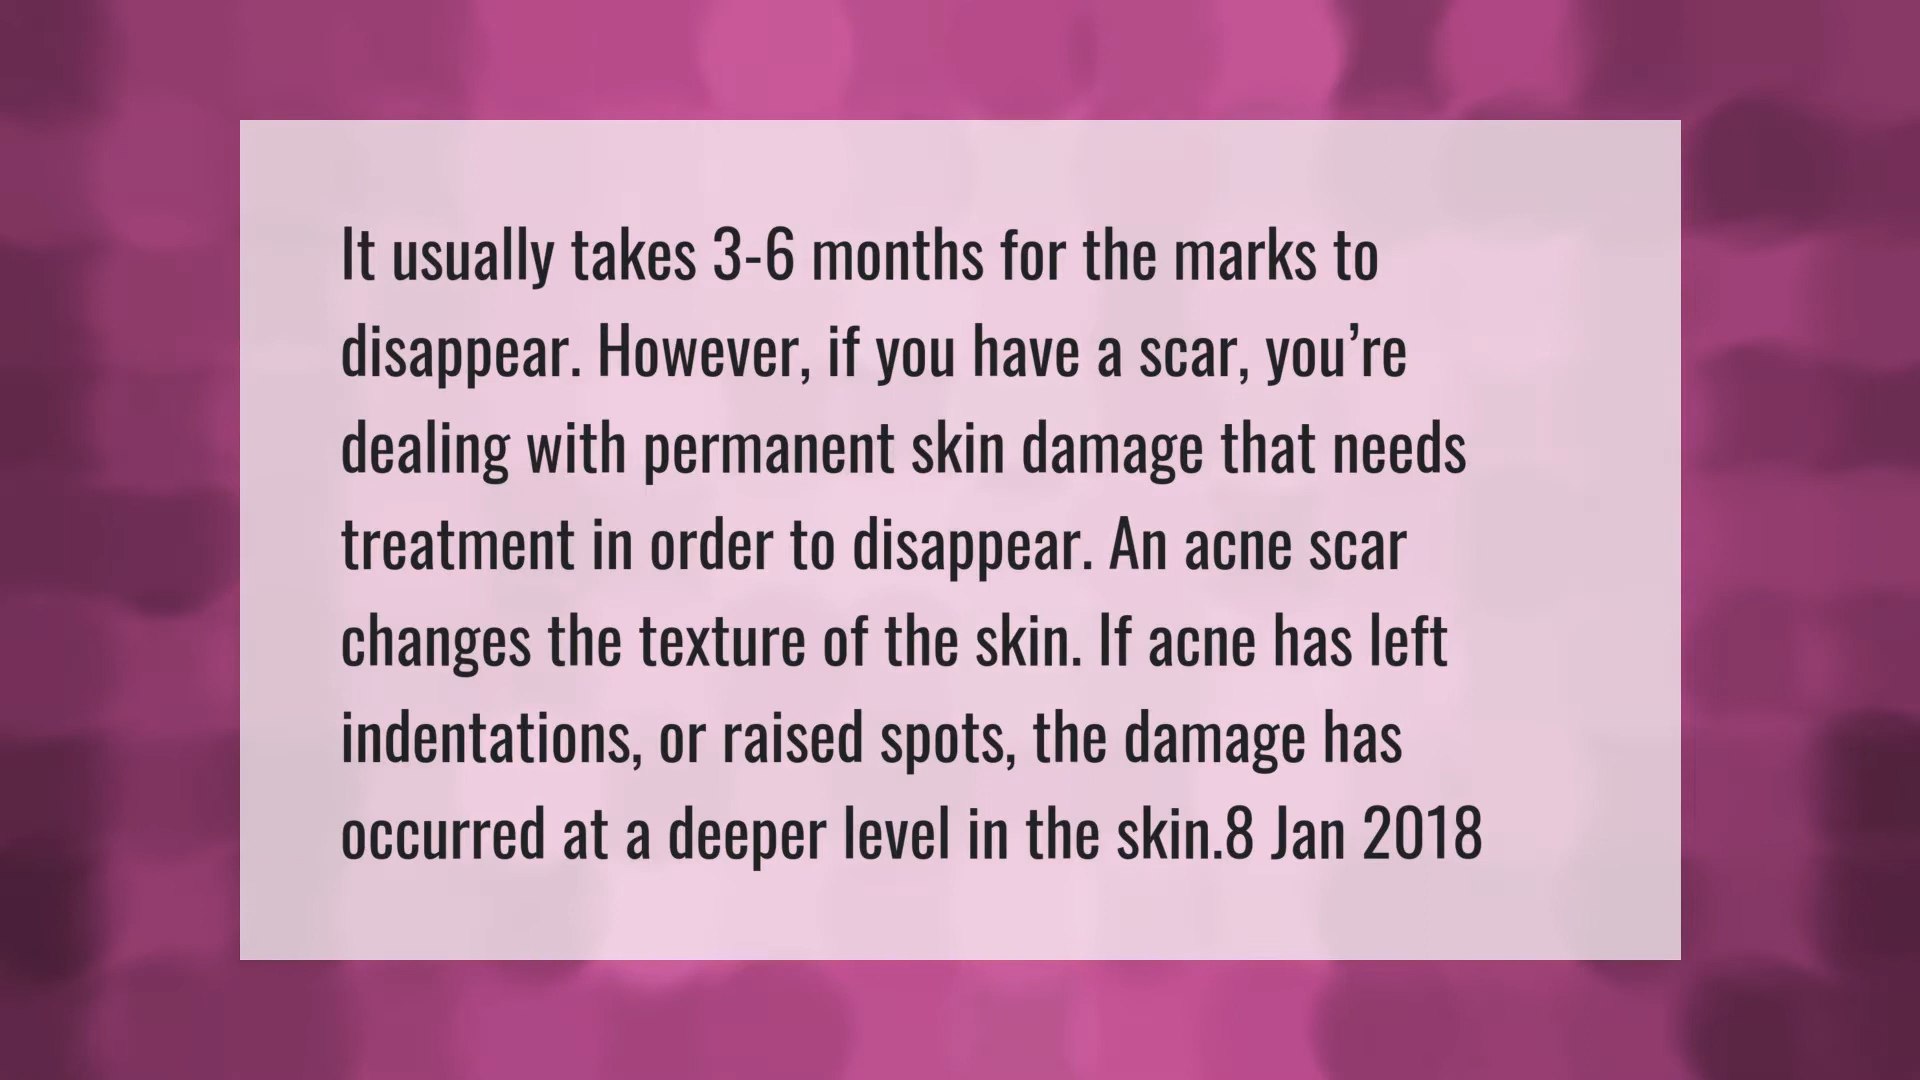 It usually takes 3-6 months for the marks to
disappear. However, if you have a scar, you’re
dealing with permanent skin damage that needs
treatment in order to disappear. An acne scar
changes the texture of the skin. If acne has left
indentations, or raised spots, the damage has
occurred at a deeper level in the skin.8 Jan 2018